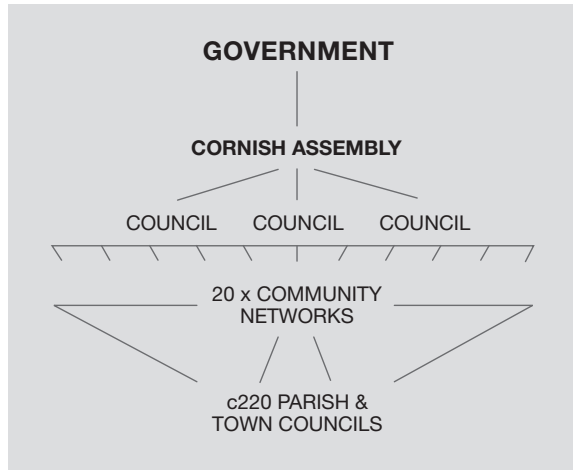 GOVERNMENT
CORNISH ASSEMBLY
COUNCIL COUNCIL COUNCIL
20 x COMMUNITY
NETWORKS
c220 PARISH &
TOWN COUNCILS